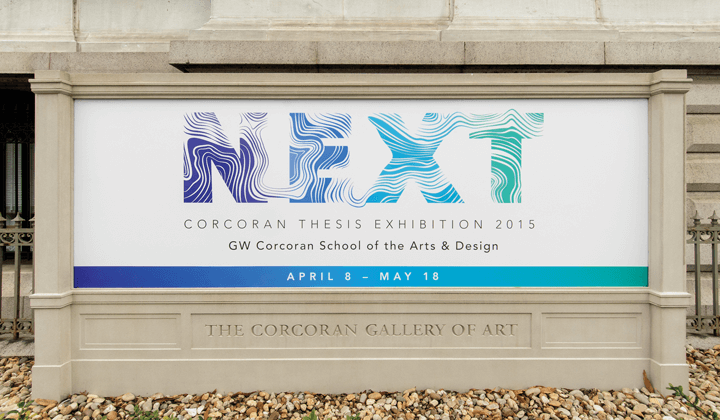 NEXT
CORCORAN THESIS EXHIBITION 2015
GW Corcoran School of the Arts & Design
APRIL 8 – MAY 18
THE CORCORAN GALLERY OF ART